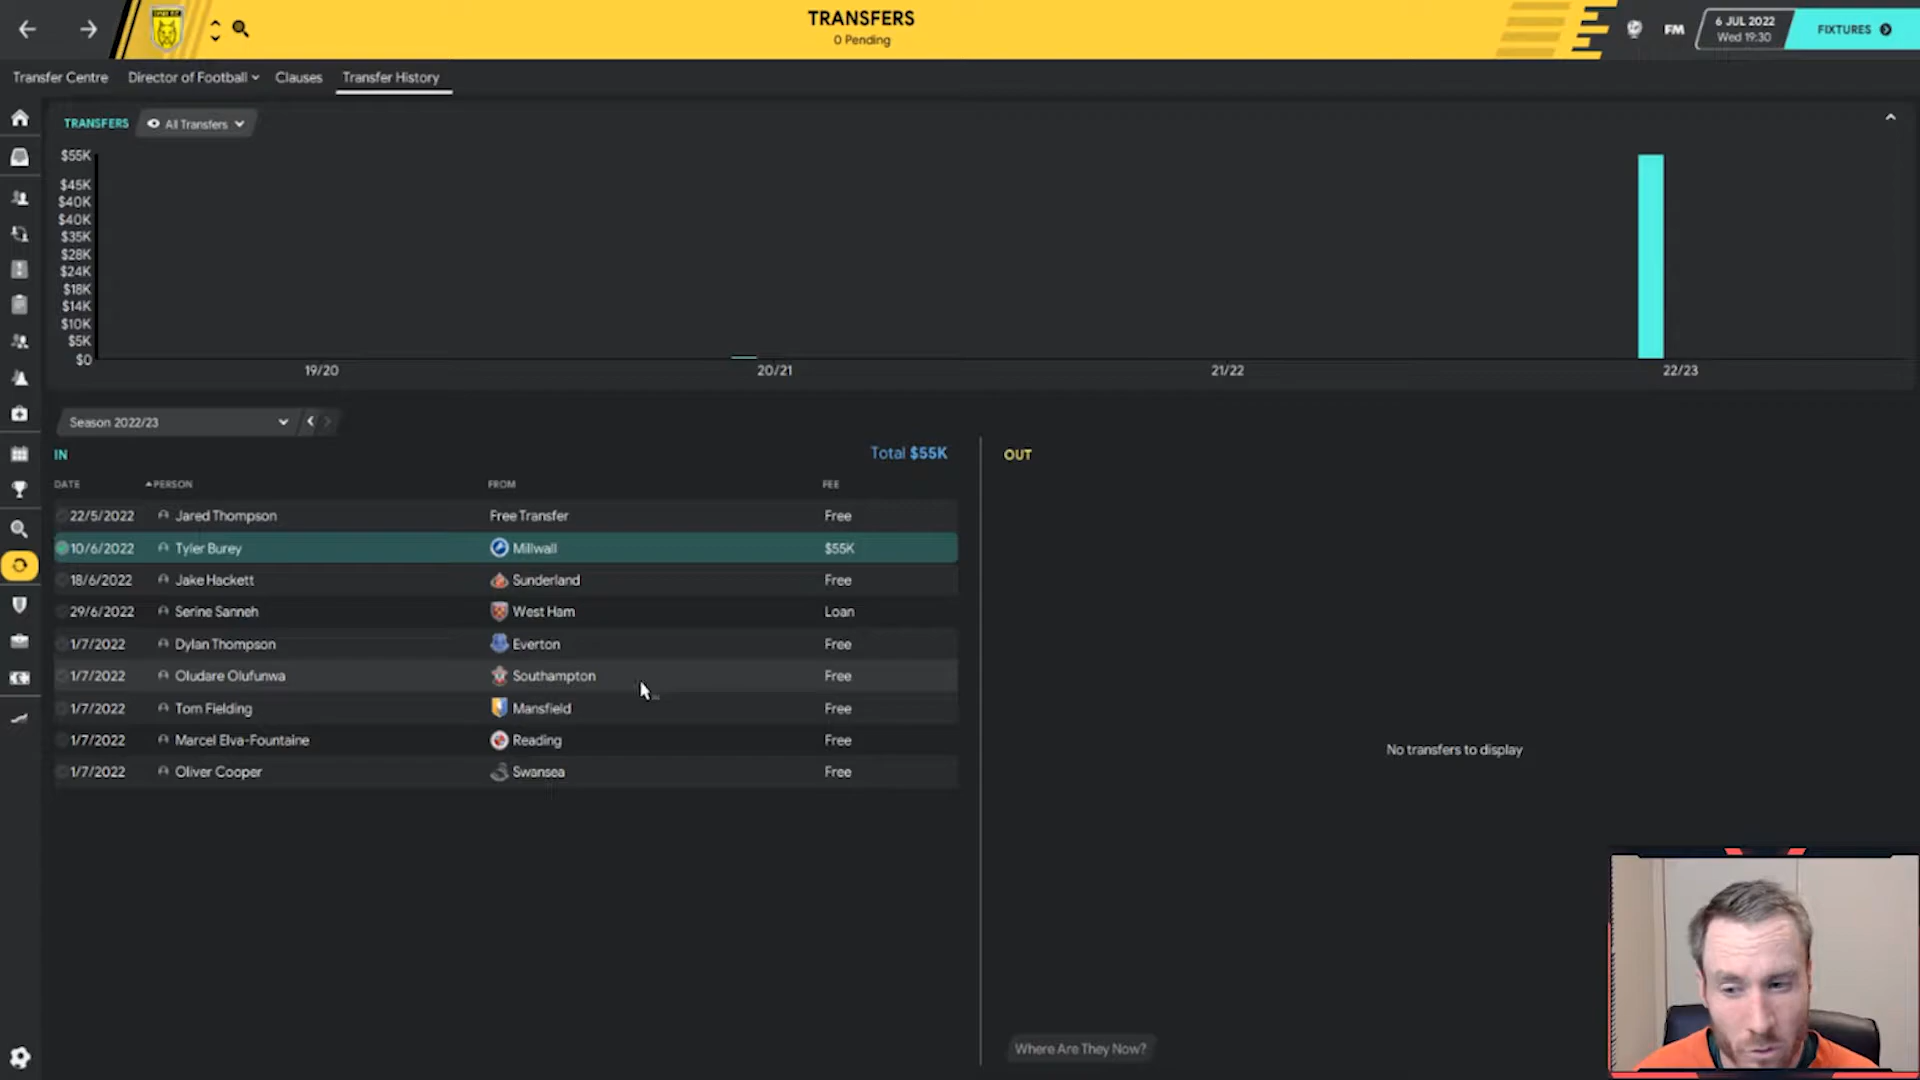 TRANSFERS
0 Pending
FM
6 JUL 2022
Wed 19:30
FIXTURES
Transfer Centre
Director of Football
Clauses
Transfer History
TRANSFERS
All Transfers
$55K
$45K
$40K
$40K
$35K
$28K
$24K
$18K
$14K
$10K
$5K
$0
19/20
20/21
21/22
22/23
Season 2022/23
IN
Total $55K
DATE PERSON FROM FEE
22/5/2022 Jared Thompson Free Transfer Free
10/6/2022 Tyler Burey Millwall $55K
18/6/2022 Jake Hackett Sunderland Free
29/6/2022 Serine Sanneh West Ham Loan
1/7/2022 Dylan Thompson Everton Free
1/7/2022 Oludare Olufunwa Southampton Free
1/7/2022 Tom Fielding Mansfield Free
1/7/2022 Marcel Elva-Fountaine Reading Free
1/7/2022 Oliver Cooper Swansea Free
OUT
No transfers to display
Where Are They Now?